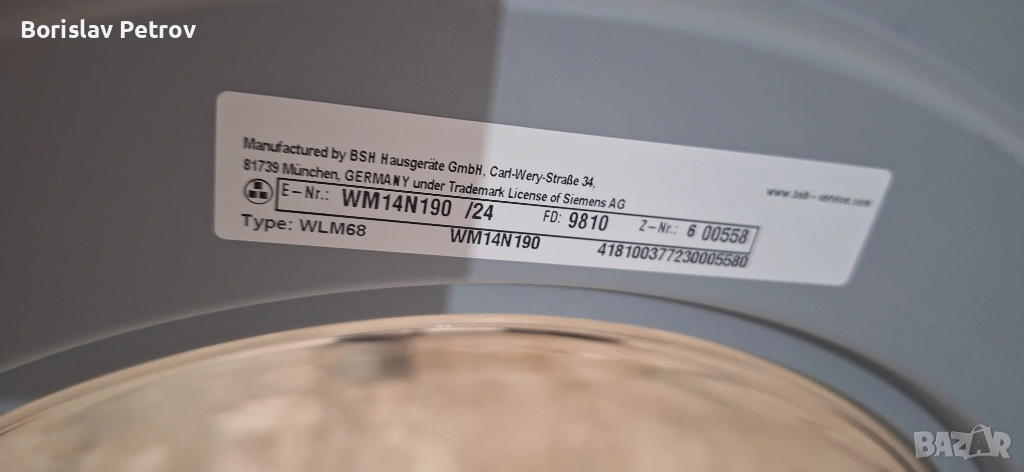 Borislav Petrov
Manufactured by BSH Hausgeräte GmbH, Carl-Wery-Straße 34,
81739 München, GERMANY under Trademark License of Siemens AG
www.bsh-service.com
E-Nr.: WM14N190 /24 FD: 9810 Z-Nr.: 6 00558
Type: WLM68 WM14N190 418100377230005580
BAZAR